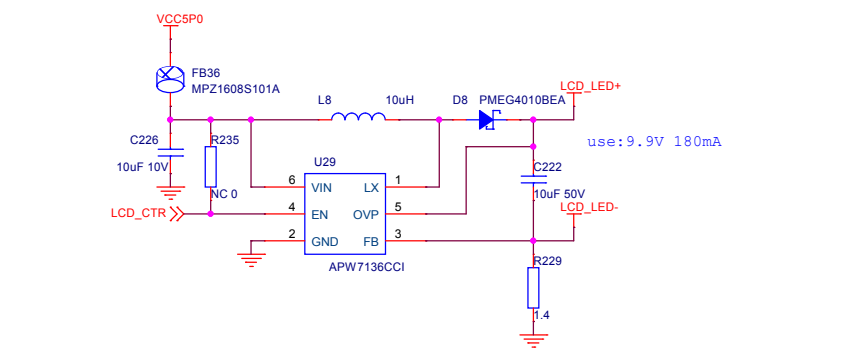 VCC5P0
FB36
MPZ1608S101A
L8
10uH
D8
PMEG4010BEA
LCD_LED+
use:9.9V 180mA
C226
10uF 10V
R235
NC 0
U29
C222
10uF 50V
6
VIN
LX
1
LCD_CTR
4
EN
OVP
5
LCD_LED-
2
GND
FB
3
APW7136CCI
R229
1.4